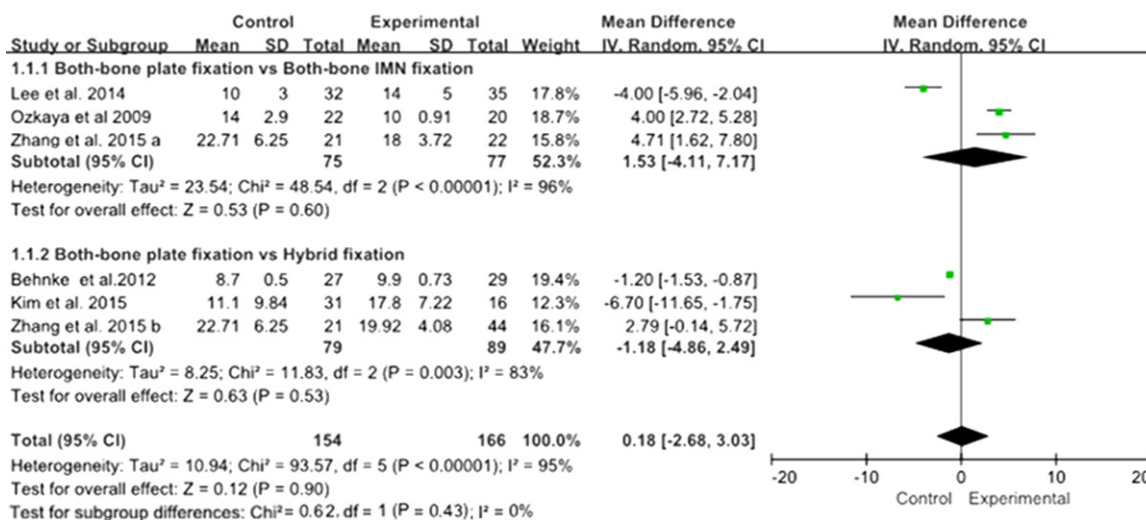 Control Experimental Mean Difference Mean Difference
Study or Subgroup Mean SD Total Mean SD Total Weight IV. Random. 95% CI IV. Random. 95% CI
1.1.1 Both-bone plate fixation vs Both-bone IMN fixation
Lee et al. 2014 10 3 32 14 5 35 17.8% -4.00 [-5.96, -2.04]
Ozkaya et al 2009 14 2.9 22 10 0.91 20 18.7% 4.00 [2.72, 5.28]
Zhang et al. 2015 a 22.71 6.25 21 18 3.72 22 15.8% 4.71 [1.62, 7.80]
Subtotal (95% CI) 75 77 52.3% 1.53 [-4.11, 7.17]
Heterogeneity: Tau² = 23.54; Chi² = 48.54, df = 2 (P < 0.00001); I² = 96%
Test for overall effect: Z = 0.53 (P = 0.60)
1.1.2 Both-bone plate fixation vs Hybrid fixation
Behnke et al.2012 8.7 0.5 27 9.9 0.73 29 19.4% -1.20 [-1.53, -0.87]
Kim et al. 2015 11.1 9.84 31 17.8 7.22 16 12.3% -6.70 [-11.65, -1.75]
Zhang et al. 2015 b 22.71 6.25 21 19.92 4.08 44 16.1% 2.79 [-0.14, 5.72]
Subtotal (95% CI) 79 89 47.7% -1.18 [-4.86, 2.49]
Heterogeneity: Tau² = 8.25; Chi² = 11.83, df = 2 (P = 0.003); I² = 83%
Test for overall effect: Z = 0.63 (P = 0.53)
Total (95% CI) 154 166 100.0% 0.18 [-2.68, 3.03]
Heterogeneity: Tau² = 10.94; Chi² = 93.57, df = 5 (P < 0.00001); I² = 95%
Test for overall effect: Z = 0.12 (P = 0.90)
Test for subgroup differences: Chi² = 0.62, df = 1 (P = 0.43); I² = 0%
-20 -10 0 10 20
Control Experimental